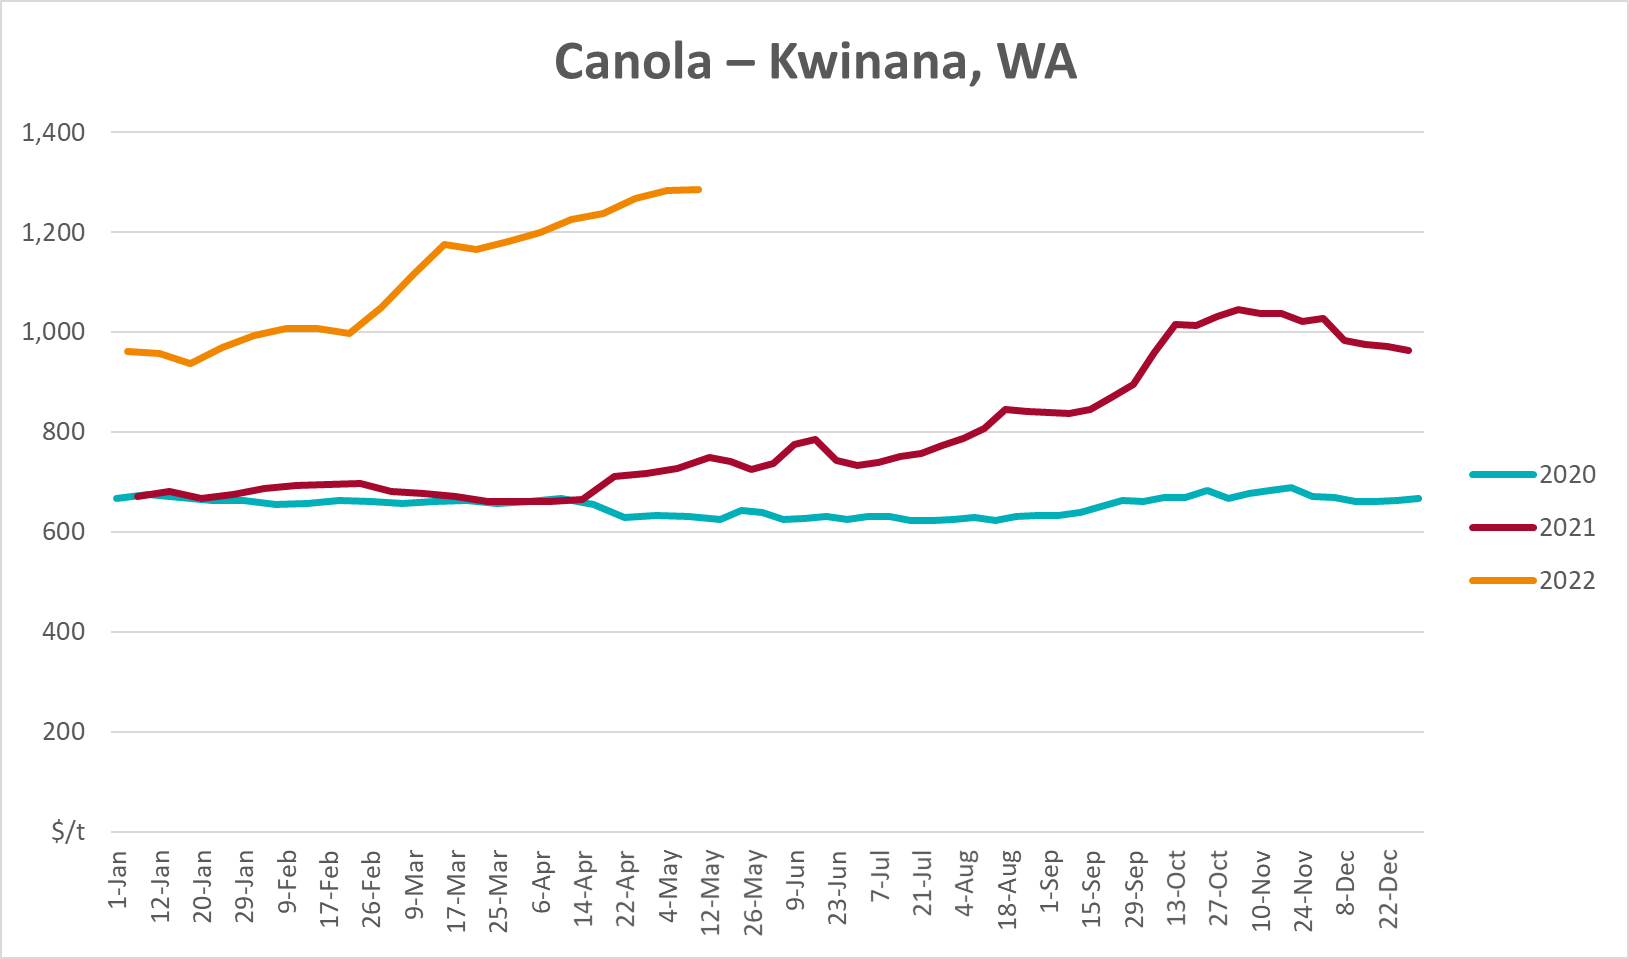 Canola – Kwinana, WA
1,400
1,200
1,000
800
600
400
200
$/t
1-Jan
12-Jan
20-Jan
29-Jan
9-Feb
17-Feb
26-Feb
9-Mar
17-Mar
25-Mar
6-Apr
14-Apr
22-Apr
4-May
12-May
26-May
9-Jun
23-Jun
7-Jul
21-Jul
4-Aug
18-Aug
1-Sep
15-Sep
29-Sep
13-Oct
27-Oct
10-Nov
24-Nov
8-Dec
22-Dec
2020
2021
2022